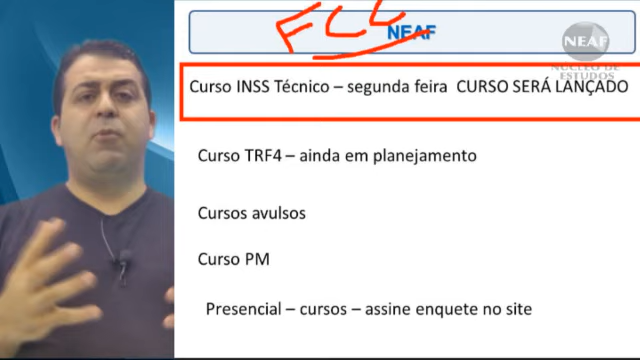 FCC
NEAF
NEAF
NÚCLEO DE
ESTUDOS
Curso INSS Técnico – segunda feira CURSO SERÁ LANÇADO
Curso TRF4 – ainda em planejamento
Cursos avulsos
Curso PM
Presencial – cursos – assine enquete no site